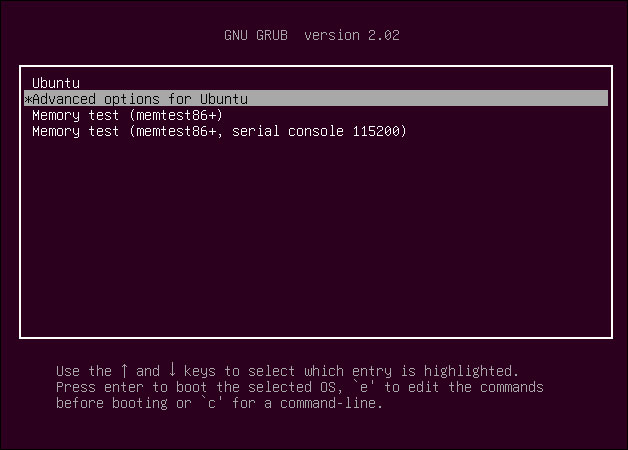 GNU GRUB  version 2.02
Ubuntu
*Advanced options for Ubuntu
Memory test (memtest86+)
Memory test (memtest86+, serial console 115200)
Use the ↑ and ↓ keys to select which entry is highlighted.
Press enter to boot the selected OS, `e' to edit the commands
before booting or `c' for a command-line.